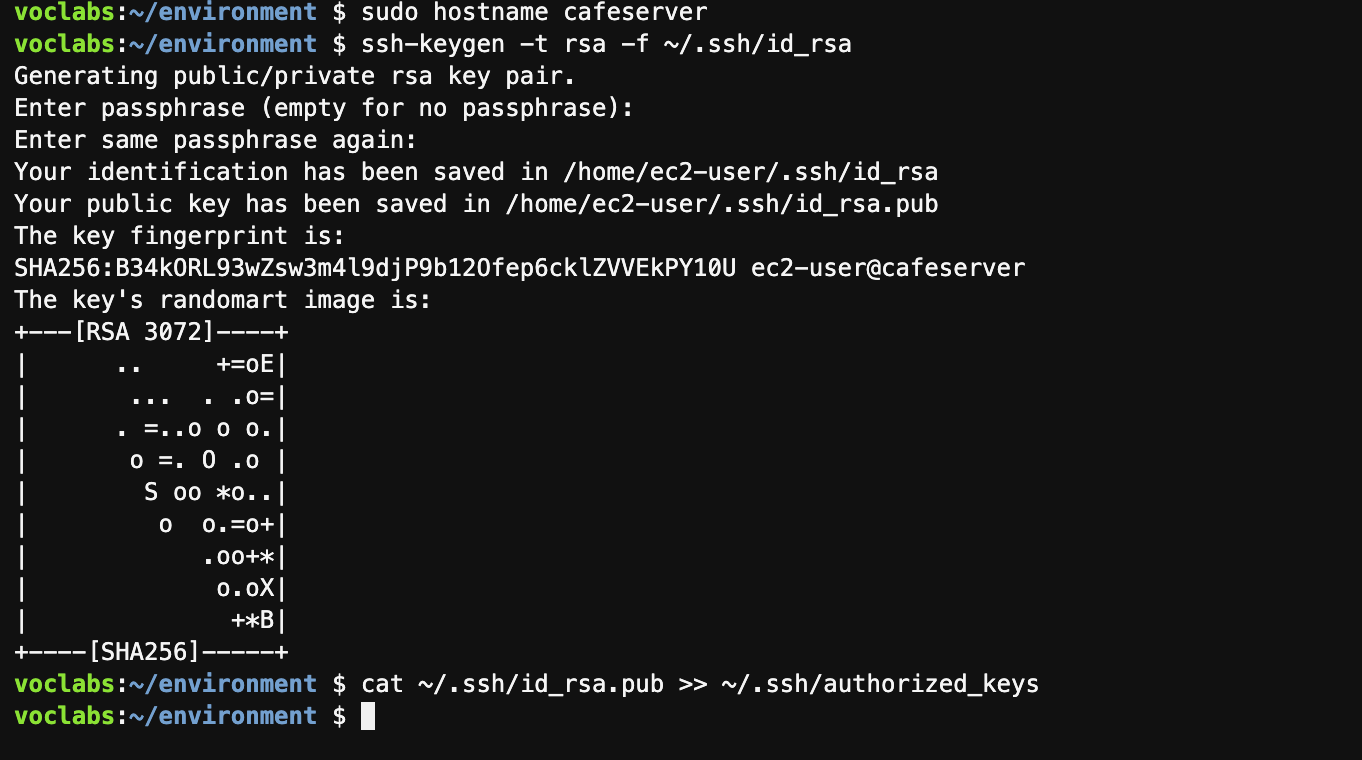 voclabs:~/environment $ sudo hostname cafeserver
voclabs:~/environment $ ssh-keygen -t rsa -f ~/.ssh/id_rsa
Generating public/private rsa key pair.
Enter passphrase (empty for no passphrase):
Enter same passphrase again:
Your identification has been saved in /home/ec2-user/.ssh/id_rsa
Your public key has been saved in /home/ec2-user/.ssh/id_rsa.pub
The key fingerprint is:
SHA256:B34kORL93wZsw3m4l9djP9b12Ofep6cklZVVEkPY10U ec2-user@cafeserver
The key's randomart image is:
+---[RSA 3072]----+
|      ..     +=oE|
|       ...  . .o=|
|      . =..o o o.|
|       o =. O .o |
|        S oo *o..|
|         o  o.=o+|
|            .oo+*|
|             o.oX|
|              +*B|
+----[SHA256]-----+
voclabs:~/environment $ cat ~/.ssh/id_rsa.pub >> ~/.ssh/authorized_keys
voclabs:~/environment $